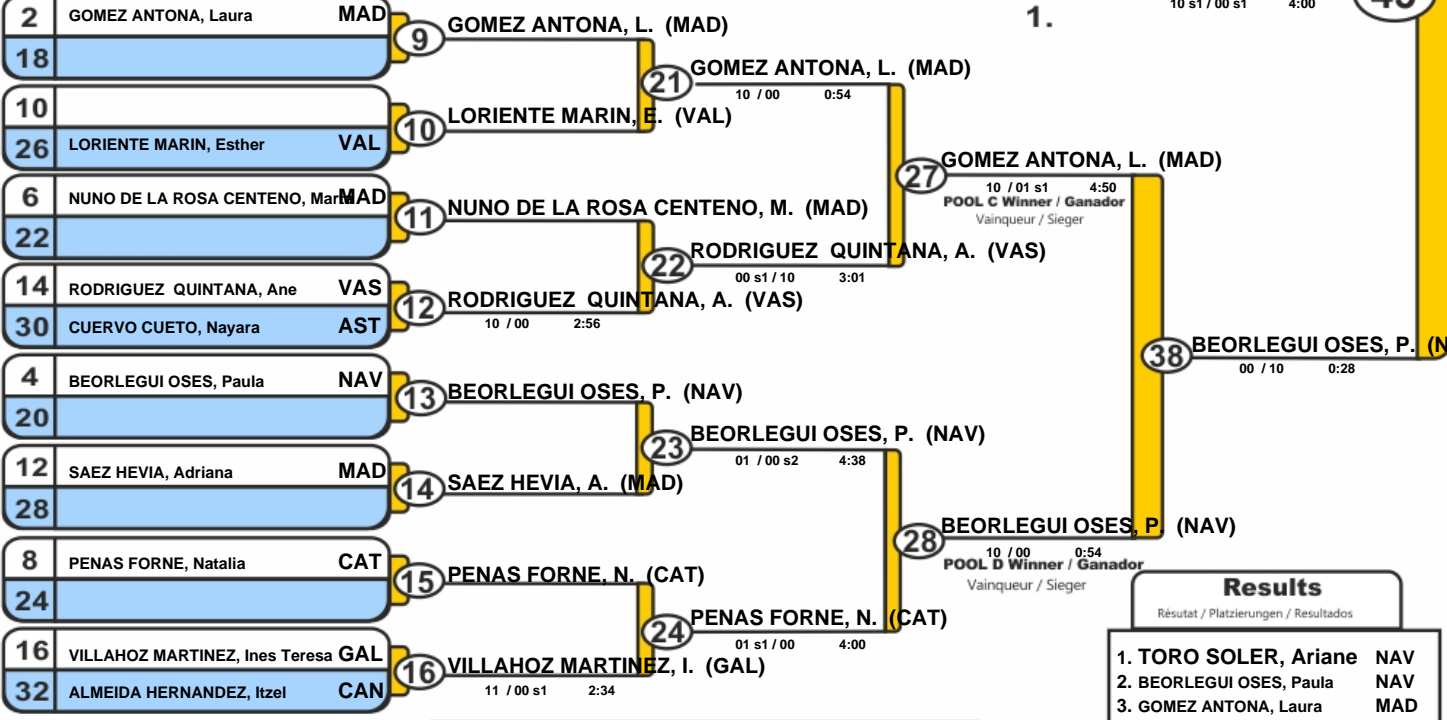 10 s1 / 00 s1 4:00
1.
2 GOMEZ ANTONA, Laura MAD
18
9 GOMEZ ANTONA, L. (MAD)
21 GOMEZ ANTONA, L. (MAD)
10 / 00 0:54
10
26 LORIENTE MARIN, Esther VAL
10 LORIENTE MARIN, E. (VAL)
27 GOMEZ ANTONA, L. (MAD)
10 / 01 s1 4:50
POOL C Winner / Ganador
Vainqueur / Sieger
6 NUNO DE LA ROSA CENTENO, MAD
22
11 NUNO DE LA ROSA CENTENO, M. (MAD)
22 RODRIGUEZ QUINTANA, A. (VAS)
00 s1 / 10 3:01
14 RODRIGUEZ QUINTANA, Ane VAS
30 CUERVO CUETO, Nayara AST
12 RODRIGUEZ QUINTANA, A. (VAS)
10 / 00 2:56
38 BEORLEGUI OSES, P. (N
00 / 10 0:28
4 BEORLEGUI OSES, Paula NAV
20
13 BEORLEGUI OSES, P. (NAV)
23 BEORLEGUI OSES, P. (NAV)
01 / 00 s2 4:38
12 SAEZ HEVIA, Adriana MAD
28
14 SAEZ HEVIA, A. (MAD)
28 BEORLEGUI OSES, P. (NAV)
10 / 00 0:54
POOL D Winner / Ganador
Vainqueur / Sieger
8 PENAS FORNE, Natalia CAT
24
15 PENAS FORNE, N. (CAT)
24 PENAS FORNE, N. (CAT)
01 s1 / 00 4:00
16 VILLAHOZ MARTINEZ, Ines Teresa GAL
32 ALMEIDA HERNANDEZ, Itzel CAN
16 VILLAHOZ MARTINEZ, I. (GAL)
11 / 00 s1 2:34
Results
Résutat / Platzierungen / Resultados
1. TORO SOLER, Ariane NAV
2. BEORLEGUI OSES, Paula NAV
3. GOMEZ ANTONA, Laura MAD